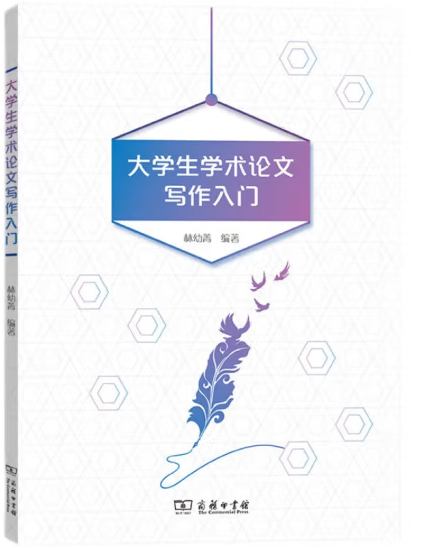 大学生学术论文
写作入门
林幼菁 编著
大学生学术论文写作入门
林幼菁 编著
商务印书馆
The Commercial Press